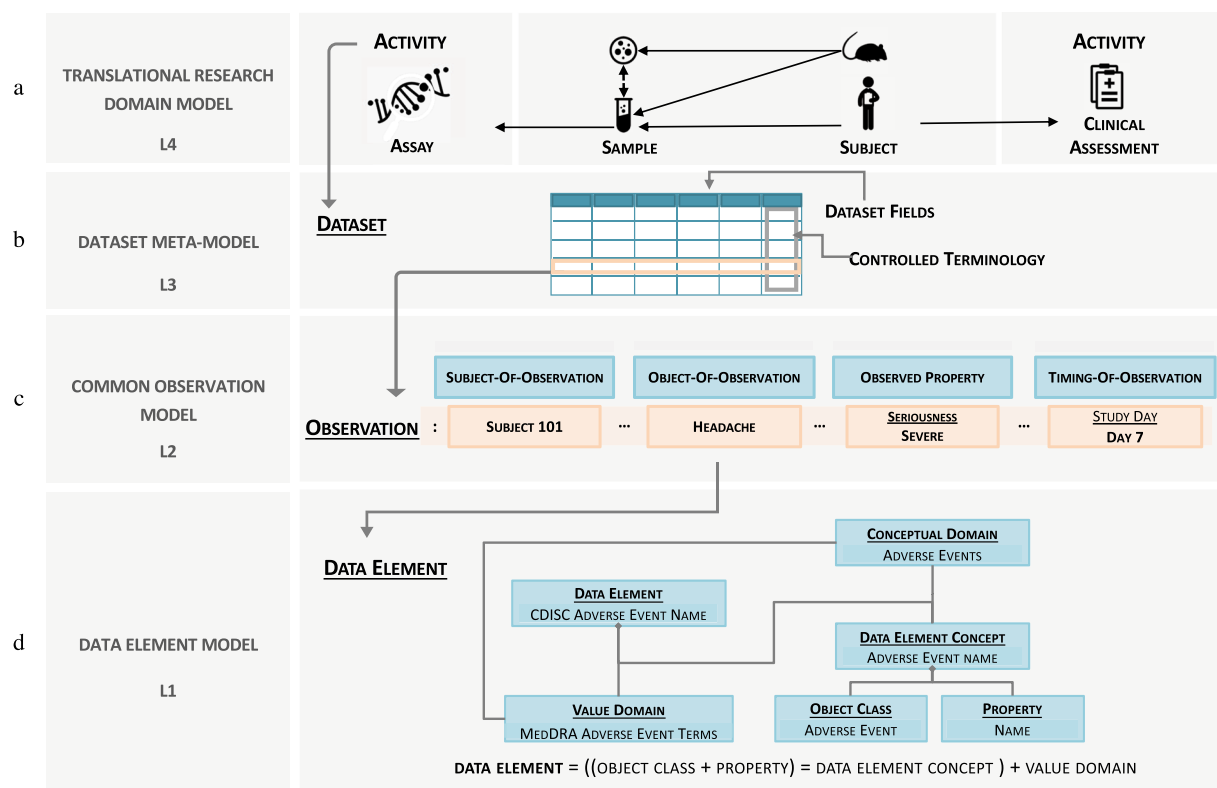 a
TRANSLATIONAL RESEARCH
DOMAIN MODEL
L4
ACTIVITY
ASSAY
SAMPLE
SUBJECT
ACTIVITY
CLINICAL
ASSESSMENT
b
DATASET META-MODEL
L3
DATASET
DATASET FIELDS
CONTROLLED TERMINOLOGY
c
COMMON OBSERVATION
MODEL
L2
SUBJECT-OF-OBSERVATION
OBJECT-OF-OBSERVATION
OBSERVED PROPERTY
TIMING-OF-OBSERVATION
OBSERVATION :
SUBJECT 101
...
HEADACHE
...
SERIOUSNESS
SEVERE
...
STUDY DAY
DAY 7
d
DATA ELEMENT MODEL
L1
DATA ELEMENT
CONCEPTUAL DOMAIN
ADVERSE EVENTS
DATA ELEMENT
CDISC ADVERSE EVENT NAME
DATA ELEMENT CONCEPT
ADVERSE EVENT NAME
VALUE DOMAIN
MEDDRA ADVERSE EVENT TERMS
OBJECT CLASS
ADVERSE EVENT
PROPERTY
NAME
DATA ELEMENT = ((OBJECT CLASS + PROPERTY) = DATA ELEMENT CONCEPT ) + VALUE DOMAIN